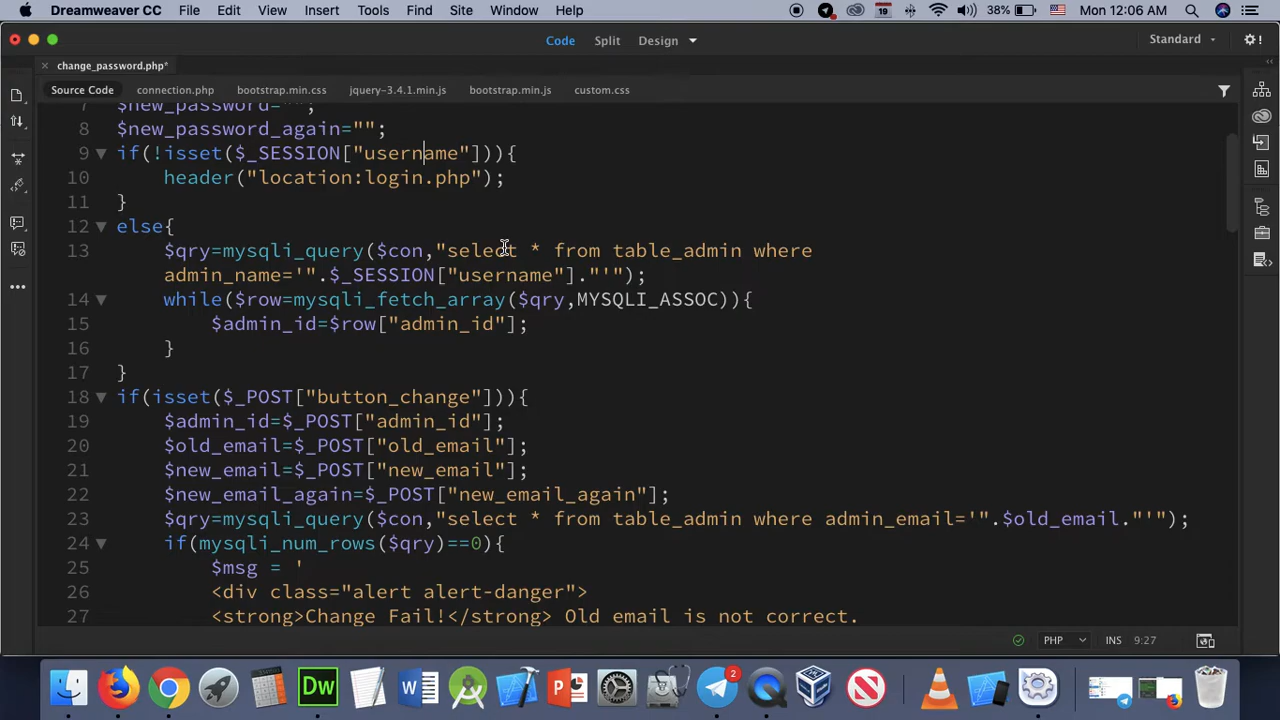 Dreamweaver CC File Edit View Insert Tools Find Site Window Help 19 38% Mon 12:06 AM
Code Split Design Standard
× change_password.php*
Source Code connection.php bootstrap.min.css jquery-3.4.1.min.js bootstrap.min.js custom.css
7 $new_password="";
8 $new_password_again="";
9 if(!isset($_SESSION["username"])){
10 header("location:login.php");
11 }
12 else{
13 $qry=mysqli_query($con,"select * from table_admin where
admin_name='".$_SESSION["username"]."'");
14 while($row=mysqli_fetch_array($qry,MYSQLI_ASSOC)){
15 $admin_id=$row["admin_id"];
16 }
17 }
18 if(isset($_POST["button_change"])){
19 $admin_id=$_POST["admin_id"];
20 $old_email=$_POST["old_email"];
21 $new_email=$_POST["new_email"];
22 $new_email_again=$_POST["new_email_again"];
23 $qry=mysqli_query($con,"select * from table_admin where admin_email='".$old_email."'");
24 if(mysqli_num_rows($qry)==0){
25 $msg = '
26 <div class="alert alert-danger">
27 <strong>Change Fail!</strong> Old email is not correct.
PHP INS 9:27
Dw W P 2